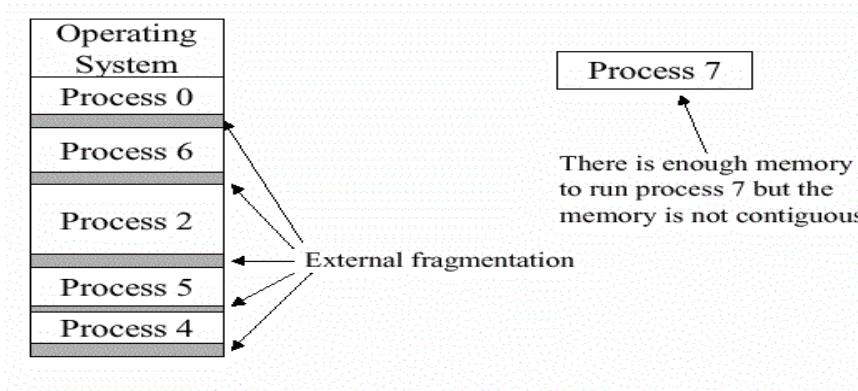 Operating
System
Process 0
Process 6
Process 2
Process 5
Process 4
External fragmentation
Process 7
There is enough memory
to run process 7 but the
memory is not contiguous